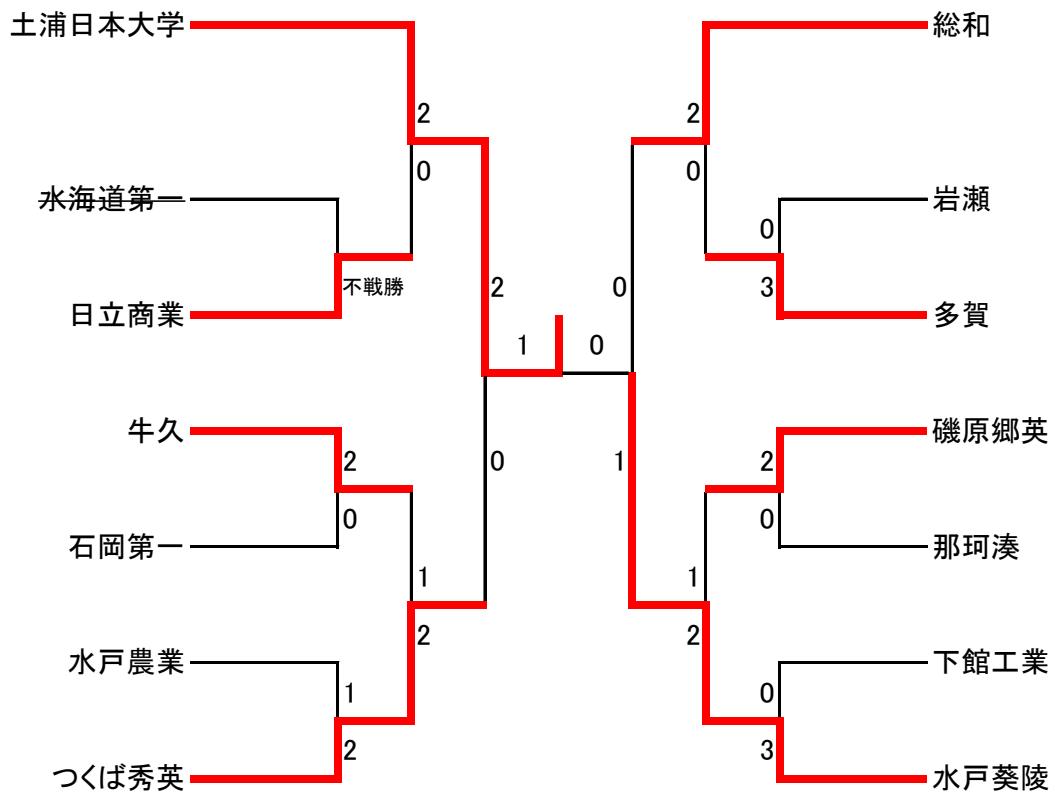 土浦日本大学
総和
2
2
0
0
水海道第一
岩瀬
0
不戦勝
2
0
3
日立商業
多賀
1
0
牛久
磯原郷英
2
0
1
2
0
0
石岡第一
那珂湊
1
1
2
2
水戸農業
下館工業
1
0
2
3
つくば秀英
水戸葵陵